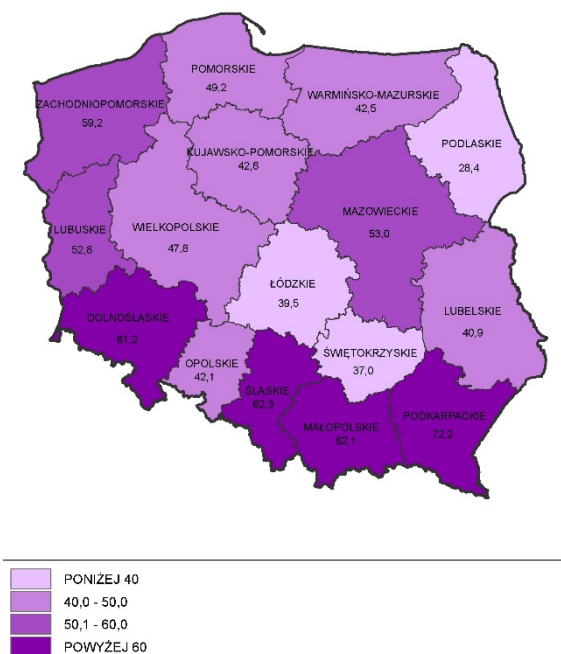 POMORSKIE
49,2
WARMIŃSKO-MAZURSKIE
42,5
ZACHODNIOPOMORSKIE
59,2
PODLASKIE
28,4
KUJAWSKO-POMORSKIE
42,6
MAZOWIECKIE
53,0
LUBUSKIE
52,6
WIELKOPOLSKIE
47,8
ŁÓDZKIE
39,5
LUBELSKIE
40,9
DOLNOŚLĄSKIE
61,2
ŚWIĘTOKRZYSKIE
37,0
OPOLSKIE
42,1
ŚLĄSKIE
62,3
MAŁOPOLSKIE
62,1
PODKARPACKIE
72,2
PONIŻEJ 40
40,0 - 50,0
50,1 - 60,0
POWYŻEJ 60